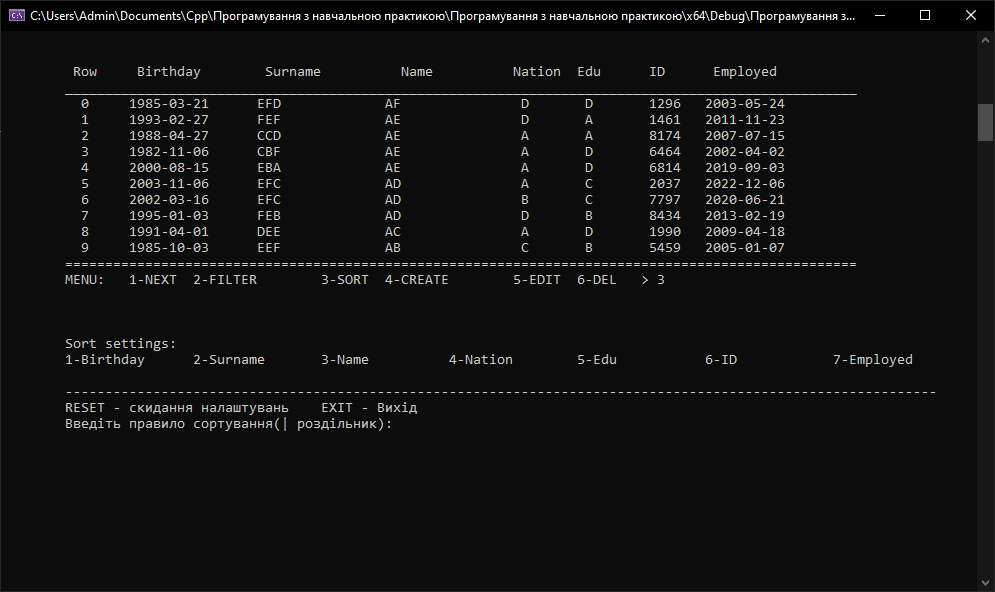 C:\Users\Admin\Documents\Cpp\Програмування з навчальною практикою\Програмування з навчальною практикою\x64\Debug\Програмування з...
Row Birthday Surname Name Nation Edu ID Employed
0 1985-03-21 EFD AF D D 1296 2003-05-24
1 1993-02-27 FEF AE D A 1461 2011-11-23
2 1988-04-27 CCD AE A A 8174 2007-07-15
3 1982-11-06 CBF AE A D 6464 2002-04-02
4 2000-08-15 EBA AE A D 6814 2019-09-03
5 2003-11-06 EFC AD A C 2037 2022-12-06
6 2002-03-16 EFC AD B C 7797 2020-06-21
7 1995-01-03 FEB AD D B 8434 2013-02-19
8 1991-04-01 DEE AC A D 1990 2009-04-18
9 1985-10-03 EEF AB C B 5459 2005-01-07
MENU: 1-NEXT 2-FILTER 3-SORT 4-CREATE 5-EDIT 6-DEL > 3
Sort settings:
1-Birthday 2-Surname 3-Name 4-Nation 5-Edu 6-ID 7-Employed
RESET - скидання налаштувань EXIT - Вихід
Введіть правило сортування(| роздільник):